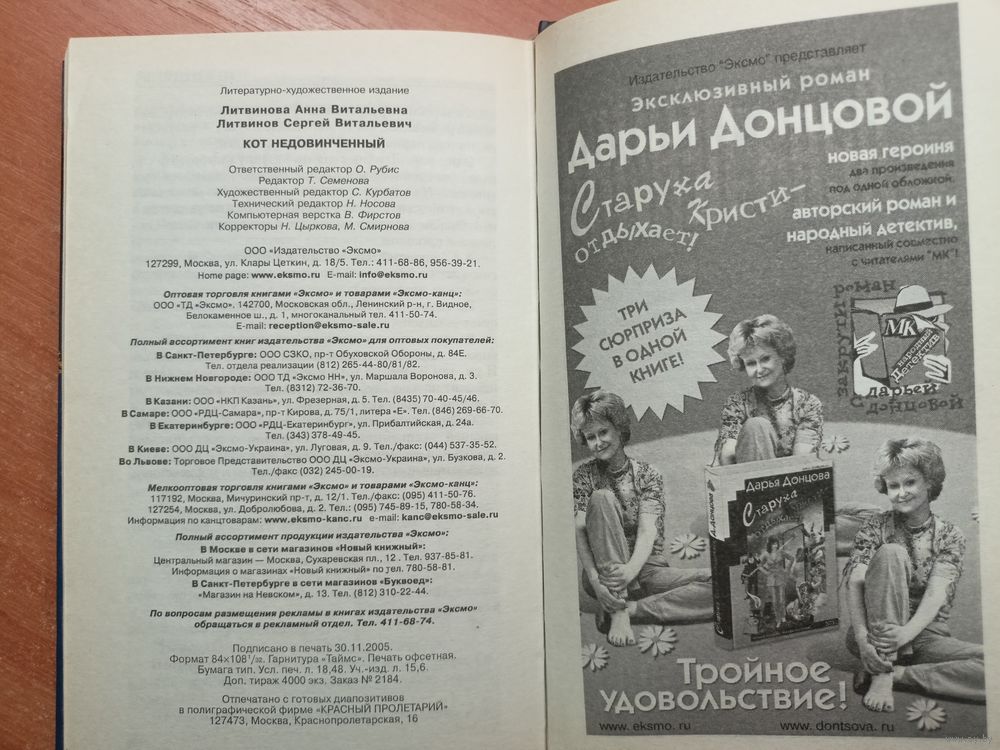 Литературно-художественное издание
Литвинова Анна Витальевна
Литвинов Сергей Витальевич
КОТ НЕДОВИНЧЕННЫЙ
Ответственный редактор О. Рубис
Редактор Т. Семенова
Художественный редактор С. Курбатов
Технический редактор Н. Носова
Компьютерная верстка В. Фирстов
Корректоры Н. Цыркова, М. Смирнова
ООО «Издательство «Эксмо»
127299, Москва, ул. Клары Цеткин, д. 18/5. Тел.: 411-68-86, 956-39-21.
Home page: www.eksmo.ru E-mail: info@eksmo.ru
Оптовая торговля книгами «Эксмо» и товарами «Эксмо-канц»:
ООО «ТД «Эксмо». 142700, Московская обл., Ленинский р-н, г. Видное,
Белокаменное ш., д. 1, многоканальный тел. 411-50-74.
E-mail: reception@eksmo-sale.ru
Полный ассортимент книг издательства «Эксмо» для оптовых покупателей:
В Санкт-Петербурге: ООО СЗКО, пр-т Обуховской Обороны, д. 84Е.
Тел. отдела реализации (812) 265-44-80/81/82.
В Нижнем Новгороде: ООО ТД «Эксмо НН», ул. Маршала Воронова, д. 3.
Тел. (8312) 72-36-70.
В Казани: ООО «НКП Казань», ул. Фрезерная, д. 5. Тел. (8435) 70-40-45/46.
В Самаре: ООО «РДЦ-Самара», пр-т Кирова, д. 75/1, литера «Е». Тел. (846) 269-66-70.
В Екатеринбурге: ООО «РДЦ-Екатеринбург», ул. Прибалтийская, д. 24а.
Тел. (343) 378-49-45.
В Киеве: ООО ДЦ «Эксмо-Украина», ул. Луговая, д. 9. Тел./факс: (044) 537-35-52.
Во Львове: Торговое Представительство ООО ДЦ «Эксмо-Украина», ул. Бузкова, д. 2.
Тел./факс (032) 245-00-19.
Мелкооптовая торговля книгами «Эксмо» и товарами «Эксмо-канц»:
117192, Москва, Мичуринский пр-т, д. 12/1. Тел./факс: (095) 411-50-76.
127254, Москва, ул. Добролюбова, д. 2. Тел.: (095) 745-89-15, 780-58-34.
Информация по канцтоварам: www.eksmo-kanc.ru e-mail: kanc@eksmo-sale.ru
Полный ассортимент продукции издательства «Эксмо»:
В Москве в сети магазинов «Новый книжный»:
Центральный магазин — Москва, Сухаревская пл., 12 . Тел. 937-85-81.
Информация о магазинах «Новый книжный» по тел. 780-58-81.
В Санкт-Петербурге в сети магазинов «Буквоед»:
«Магазин на Невском», д. 13. Тел. (812) 310-22-44.
По вопросам размещения рекламы в книгах издательства «Эксмо»
обращаться в рекламный отдел. Тел. 411-68-74.
Подписано в печать 30.11.2005.
Формат 84×108 1/32. Гарнитура «Таймс». Печать офсетная.
Бумага тип. Усл. печ. л. 18,48. Уч.-изд. л. 15,6.
Доп. тираж 4000 экз. Заказ № 2184.
Отпечатано с готовых диапозитивов
в полиграфической фирме «КРАСНЫЙ ПРОЛЕТАРИЙ»
127473, Москва, Краснопролетарская, 16
Издательство "Эксмо" представляет
Эксклюзивный роман
Дарьи Донцовой
Старуха Кристи–
отдыхает!
новая героиня
два произведения
под одной обложкой,
авторский роман и
народный детектив,
написанный совместно
с читателями "МК"!
ТРИ
СЮРПРИЗА
В ОДНОЙ
КНИГЕ!
закрути
роман
с дарьей
донцовой
МК
народный
детектив
Дарья Донцова
Старуха
отдыхает!
Д. Донцова
Тройное
удовольствие!
www. eksmo. ru
www. dontsova. ru